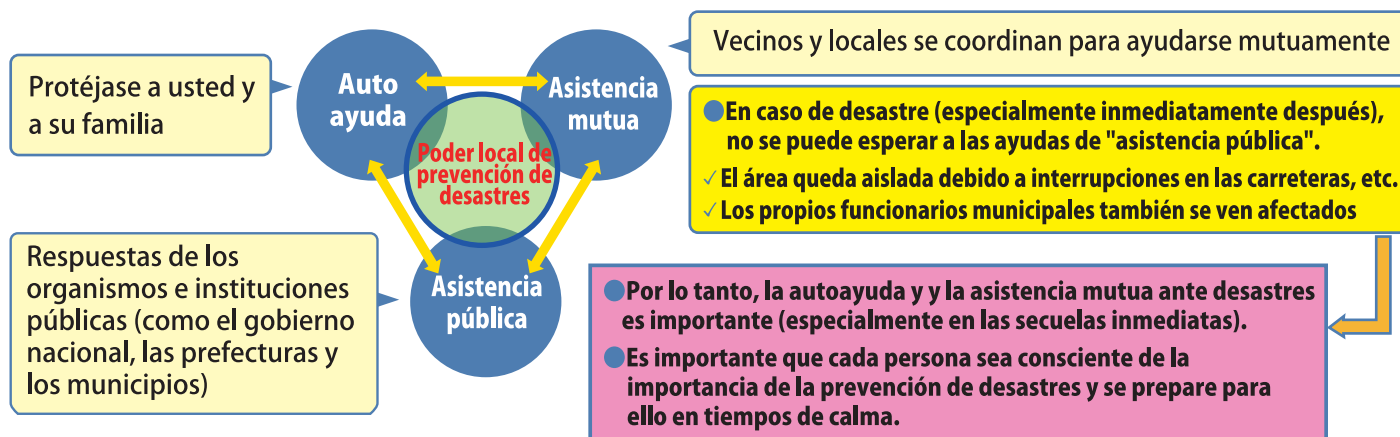 Protéjase a usted y
a su familia
Auto
ayuda
Asistencia
mutua
Vecinos y locales se coordinan para ayudarse mutuamente
Poder local de
prevención de
desastres
Asistencia
pública
Respuestas de los
organismos e instituciones
públicas (como el gobierno
nacional, las prefecturas y
los municipios)
●En caso de desastre (especialmente inmediatamente después),
no se puede esperar a las ayudas de "asistencia pública".
✓El área queda aislada debido a interrupciones en las carreteras, etc.
✓Los propios funcionarios municipales también se ven afectados
●Por lo tanto, la autoayuda y y la asistencia mutua ante desastres
es importante (especialmente en las secuelas inmediatas).
●Es importante que cada persona sea consciente de la
importancia de la prevención de desastres y se prepare para
ello en tiempos de calma.